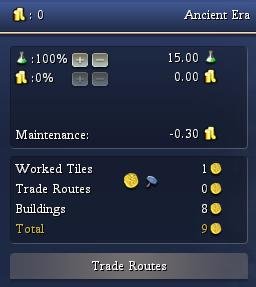 : 0 Ancient Era
:100% 15.00
:0% 0.00
Maintenance: -0.30
Worked Tiles 1
Trade Routes 0
Buildings 8
Total 9
Trade Routes